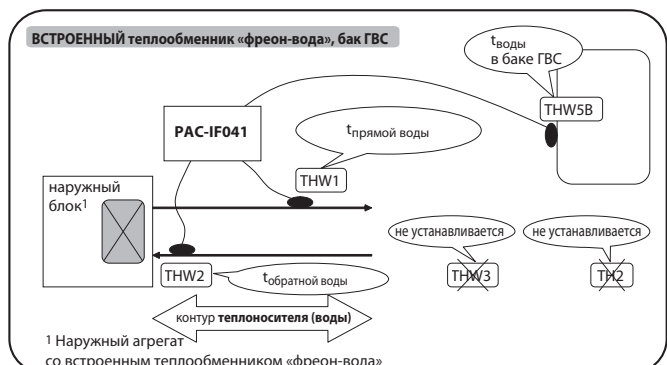 ВСТРОЕННЫЙ теплообменник «фреон-вода», бак ГВС
tводы
в баке ГВС
THW5B
PAC-IF041
tпрямой воды
THW1
наружный
блок1
не устанавливается
не устанавливается
THW2
tобратной воды
THW3
TH2
контур теплоносителя (воды)
1 Наружный агрегат
со встроенным теплообменником «фреон-вода»